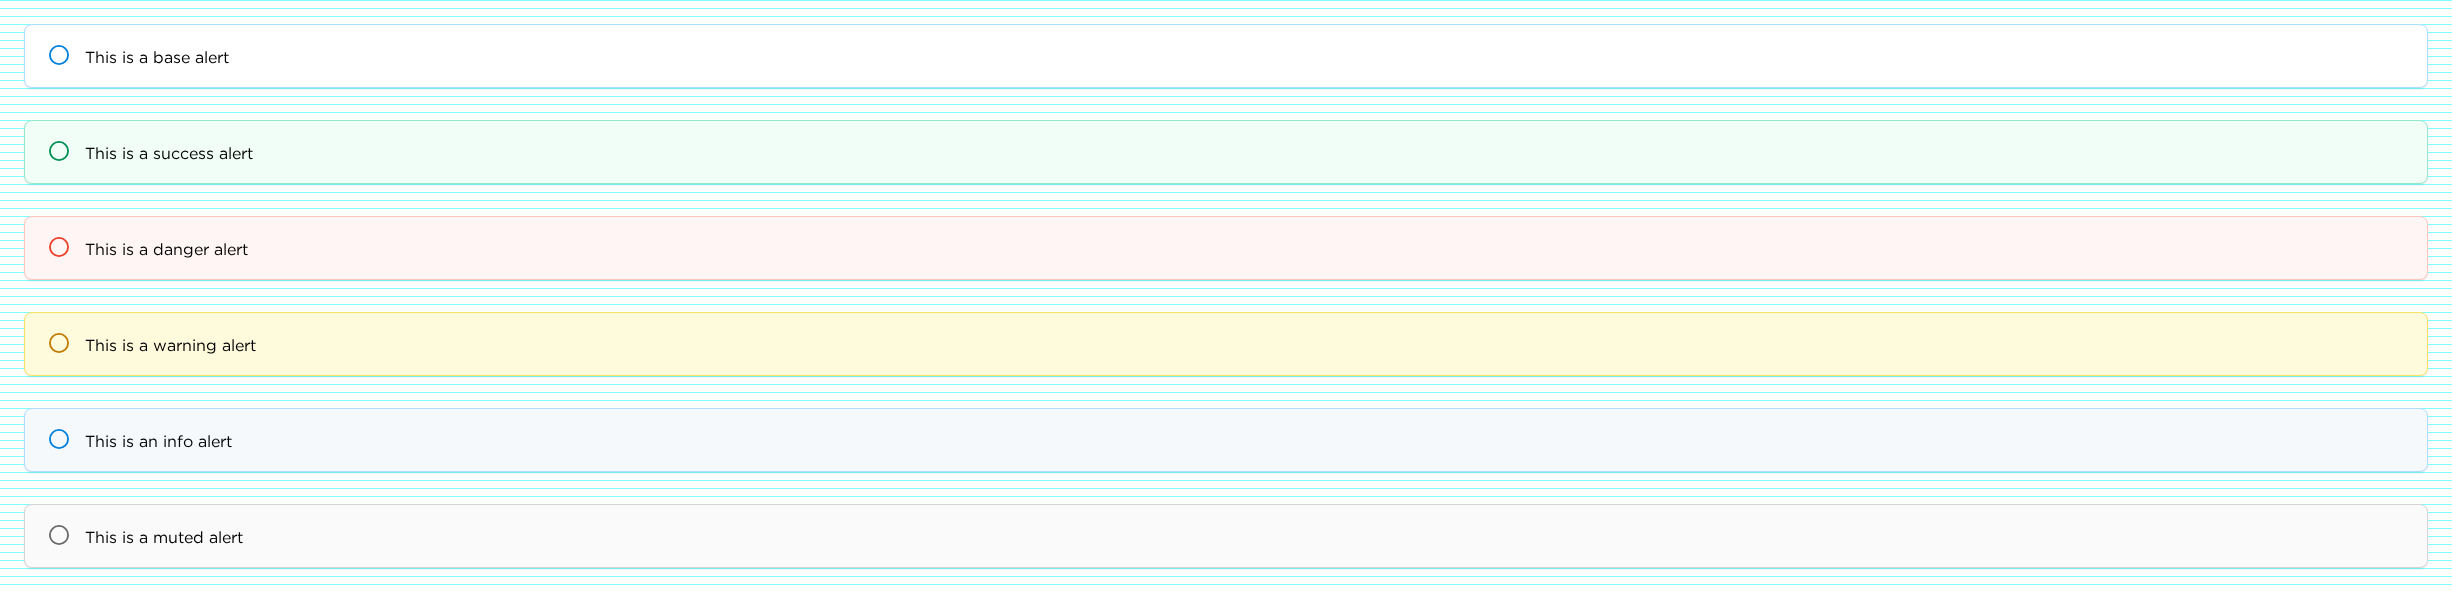 This is a base alert
This is a success alert
This is a danger alert
This is a warning alert
This is an info alert
This is a muted alert